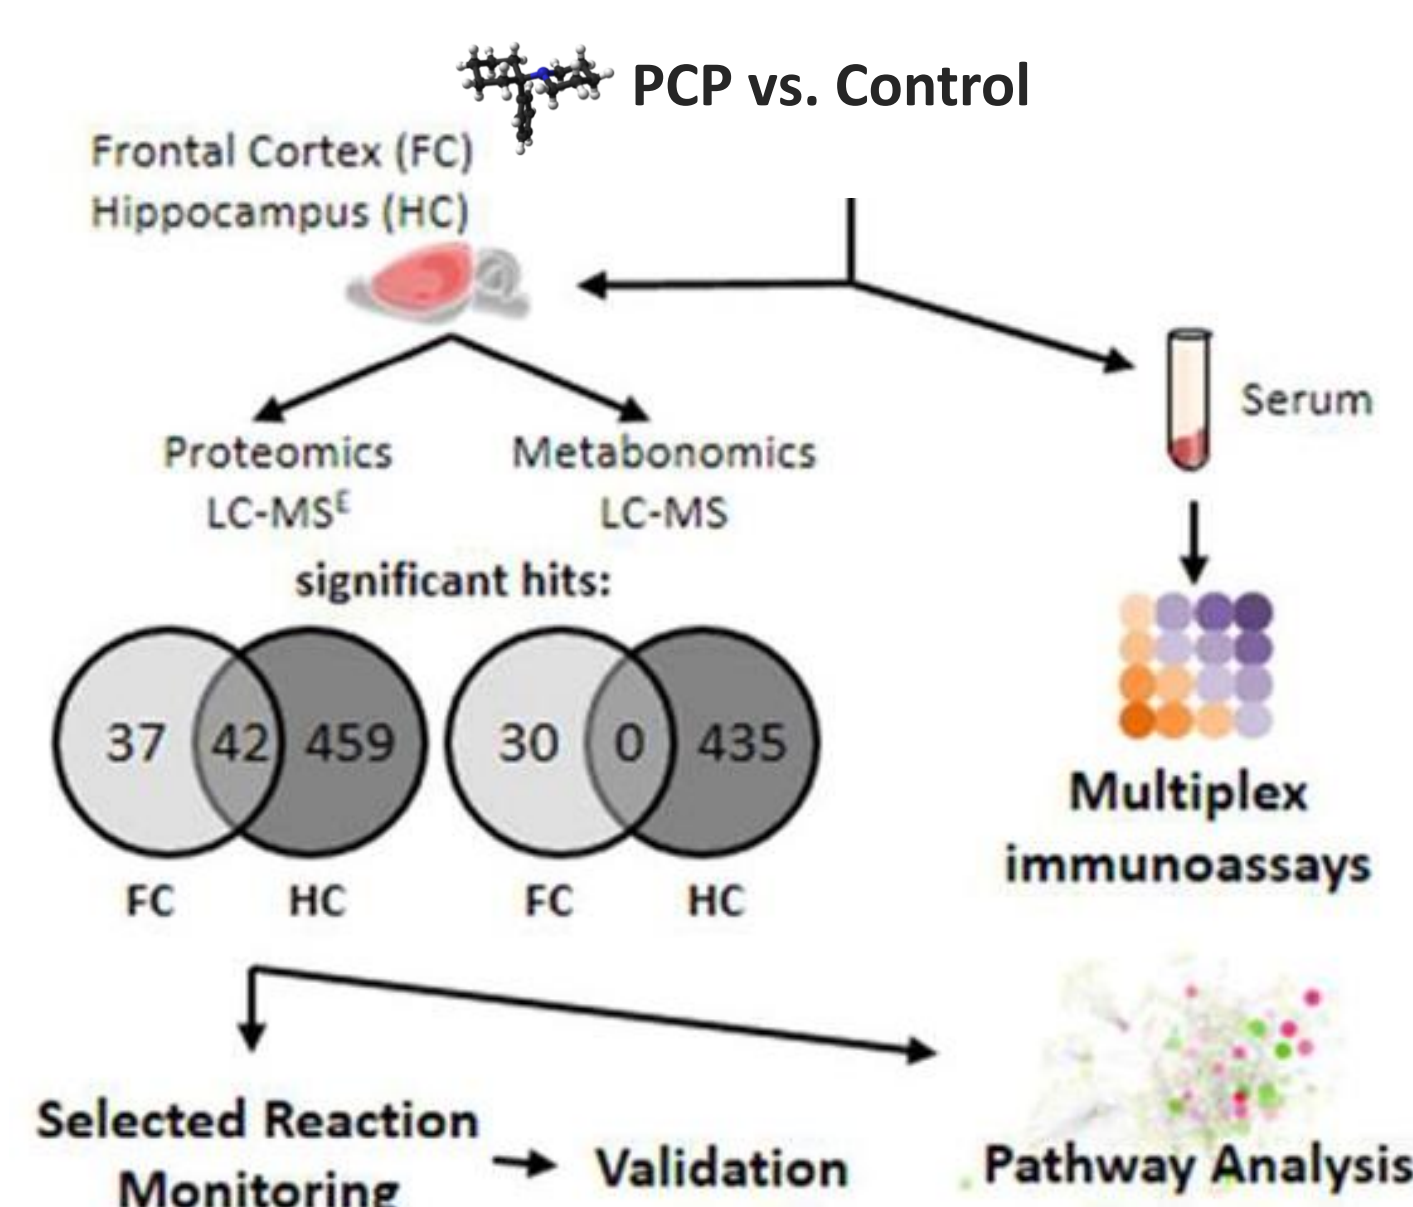 PCP vs. Control
Frontal Cortex (FC)
Hippocampus (HC)
Serum
Proteomics
LC-MSᴱ
Metabonomics
LC-MS
significant hits:
37 42 459
FC HC
30 0 435
FC HC
Multiplex
immunoassays
Selected Reaction
Monitoring
Validation
Pathway Analysis